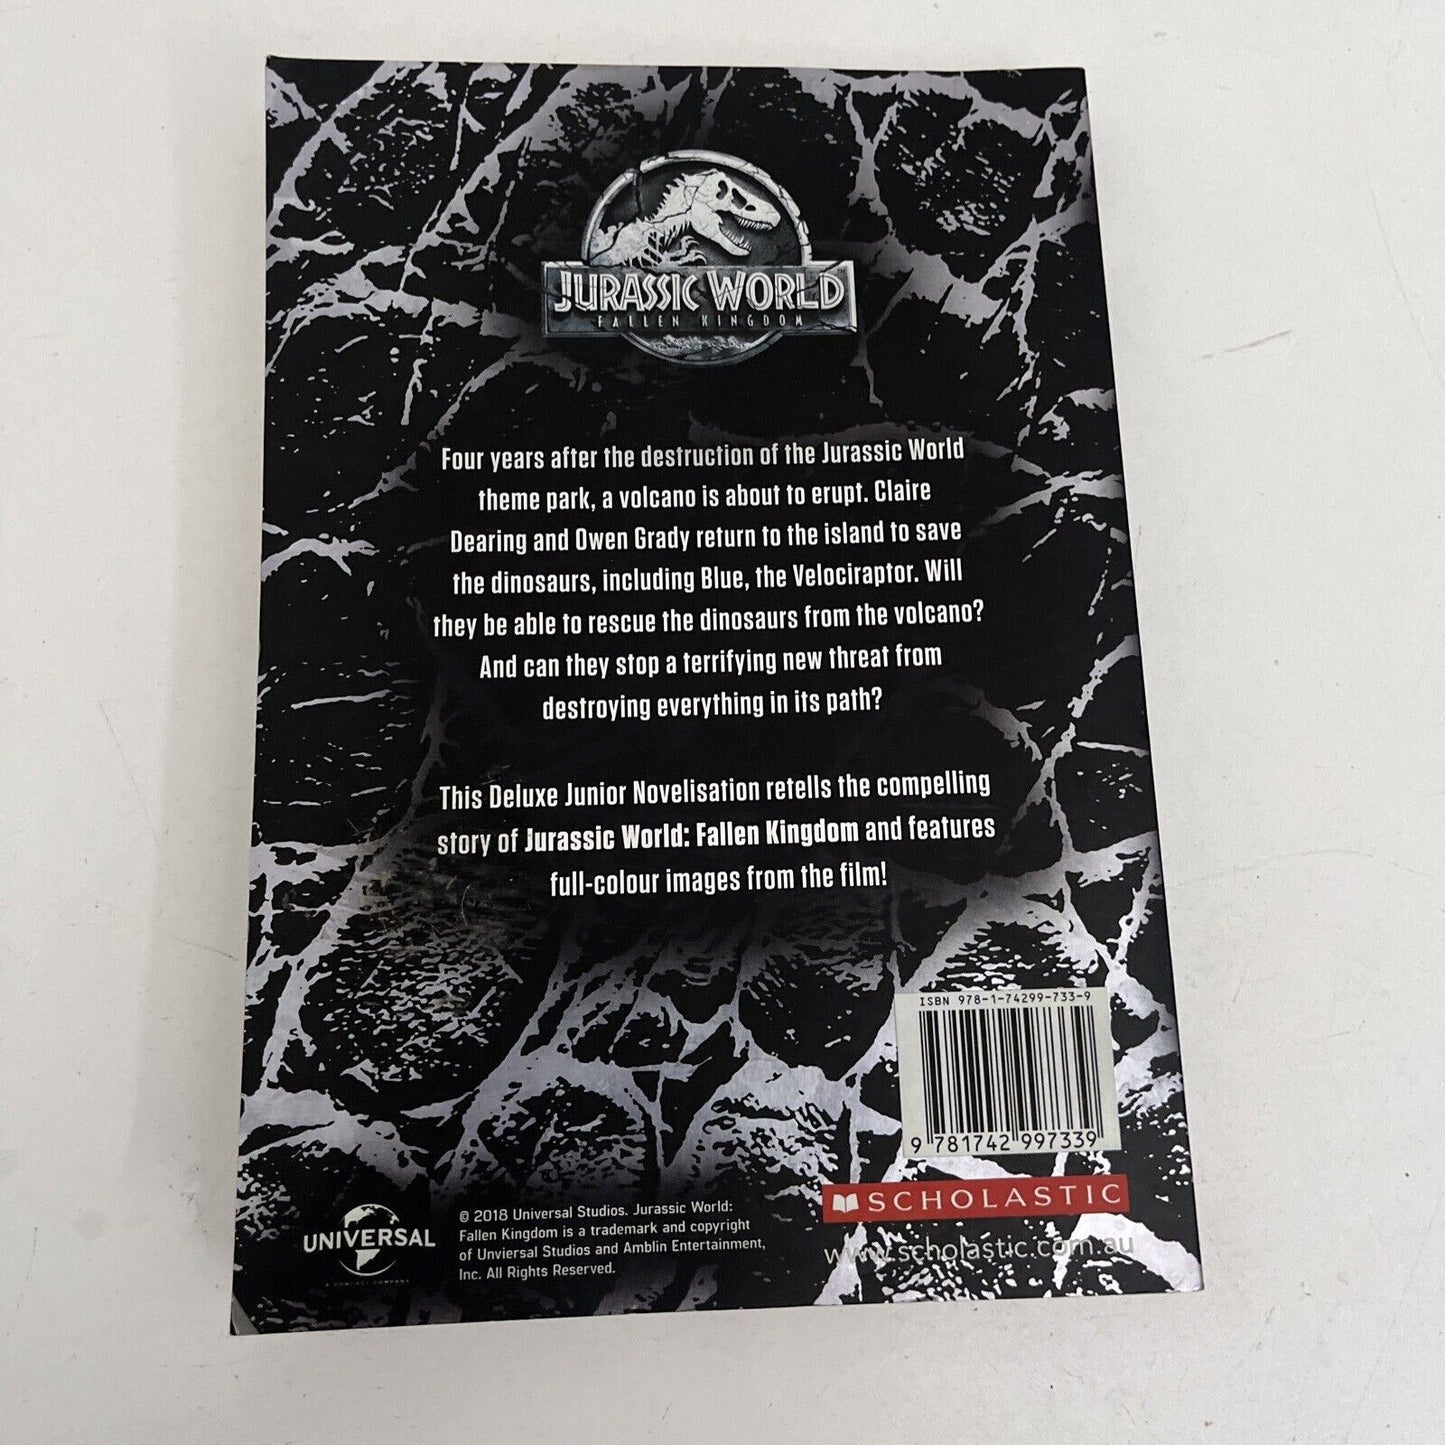 JURASSIC WORLD
FALLEN KINGDOM
Four years after the destruction of the Jurassic World
theme park, a volcano is about to erupt. Claire
Dearing and Owen Grady return to the island to save
the dinosaurs, including Blue, the Velociraptor. Will
they be able to rescue the dinosaurs from the volcano?
And can they stop a terrifying new threat from
destroying everything in its path?
This Deluxe Junior Novelisation retells the compelling
story of Jurassic World: Fallen Kingdom and features
full-colour images from the film!
ISBN 978-1-74299-733-9
9 781742 997339
SCHOLASTIC
www.scholastic.com.au
UNIVERSAL
A COMCAST COMPANY
© 2018 Universal Studios. Jurassic World:
Fallen Kingdom is a trademark and copyright
of Unviersal Studios and Amblin Entertainment,
Inc. All Rights Reserved.